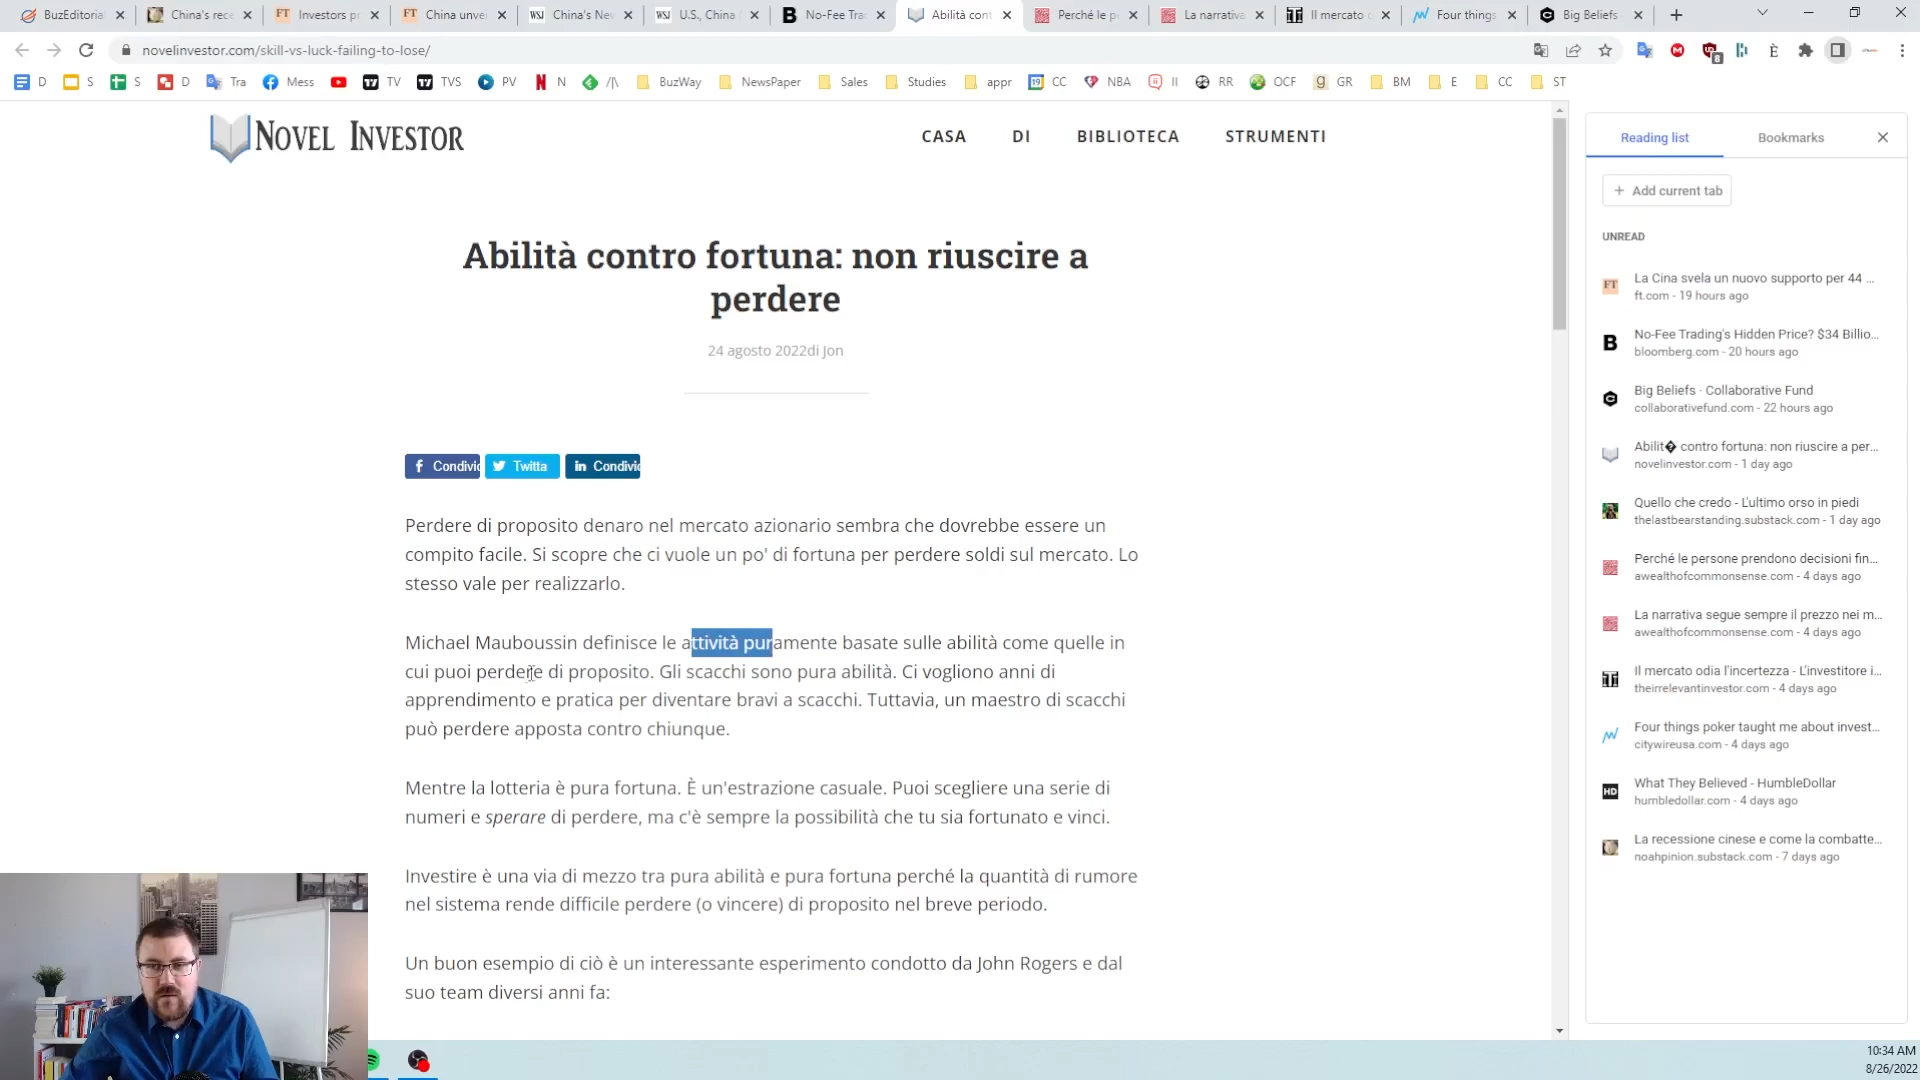 BuzEditorial
China's rece
Investors pr
China unvei
China's New
U.S., China
No-Fee Trac
Abilità cont
Perché le p
La narrativa
Il mercato o
Four things
Big Beliefs
novelinvestor.com/skill-vs-luck-failing-to-lose/
D S S D Tra Mess TV TVS PV N /|\ BuzWay NewsPaper Sales Studies appr CC NBA II RR OCF GR BM E CC ST
NOVEL INVESTOR
CASA DI BIBLIOTECA STRUMENTI
Abilità contro fortuna: non riuscire a
perdere
24 agosto 2022di Jon
Condivid Twitta Condivid
Perdere di proposito denaro nel mercato azionario sembra che dovrebbe essere un
compito facile. Si scopre che ci vuole un po' di fortuna per perdere soldi sul mercato. Lo
stesso vale per realizzarlo.
Michael Mauboussin definisce le attività puramente basate sulle abilità come quelle in
cui puoi perdere di proposito. Gli scacchi sono pura abilità. Ci vogliono anni di
apprendimento e pratica per diventare bravi a scacchi. Tuttavia, un maestro di scacchi
può perdere apposta contro chiunque.
Mentre la lotteria è pura fortuna. È un'estrazione casuale. Puoi scegliere una serie di
numeri e sperare di perdere, ma c'è sempre la possibilità che tu sia fortunato e vinci.
Investire è una via di mezzo tra pura abilità e pura fortuna perché la quantità di rumore
nel sistema rende difficile perdere (o vincere) di proposito nel breve periodo.
Un buon esempio di ciò è un interessante esperimento condotto da John Rogers e dal
suo team diversi anni fa:
Reading list Bookmarks
+ Add current tab
UNREAD
La Cina svela un nuovo supporto per 44 ...
ft.com - 19 hours ago
No-Fee Trading's Hidden Price? $34 Billio...
bloomberg.com - 20 hours ago
Big Beliefs · Collaborative Fund
collaborativefund.com - 22 hours ago
Abilit� contro fortuna: non riuscire a per...
novelinvestor.com - 1 day ago
Quello che credo - L'ultimo orso in piedi
thelastbearstanding.substack.com - 1 day ago
Perché le persone prendono decisioni fin...
awealthofcommonsense.com - 4 days ago
La narrativa segue sempre il prezzo nei m...
awealthofcommonsense.com - 4 days ago
Il mercato odia l'incertezza - L'investitore i...
theirrelevantinvestor.com - 4 days ago
Four things poker taught me about invest...
citywireusa.com - 4 days ago
What They Believed - HumbleDollar
humbledollar.com - 4 days ago
La recessione cinese e come la combatte...
noahpinion.substack.com - 7 days ago
10:34 AM
8/26/2022